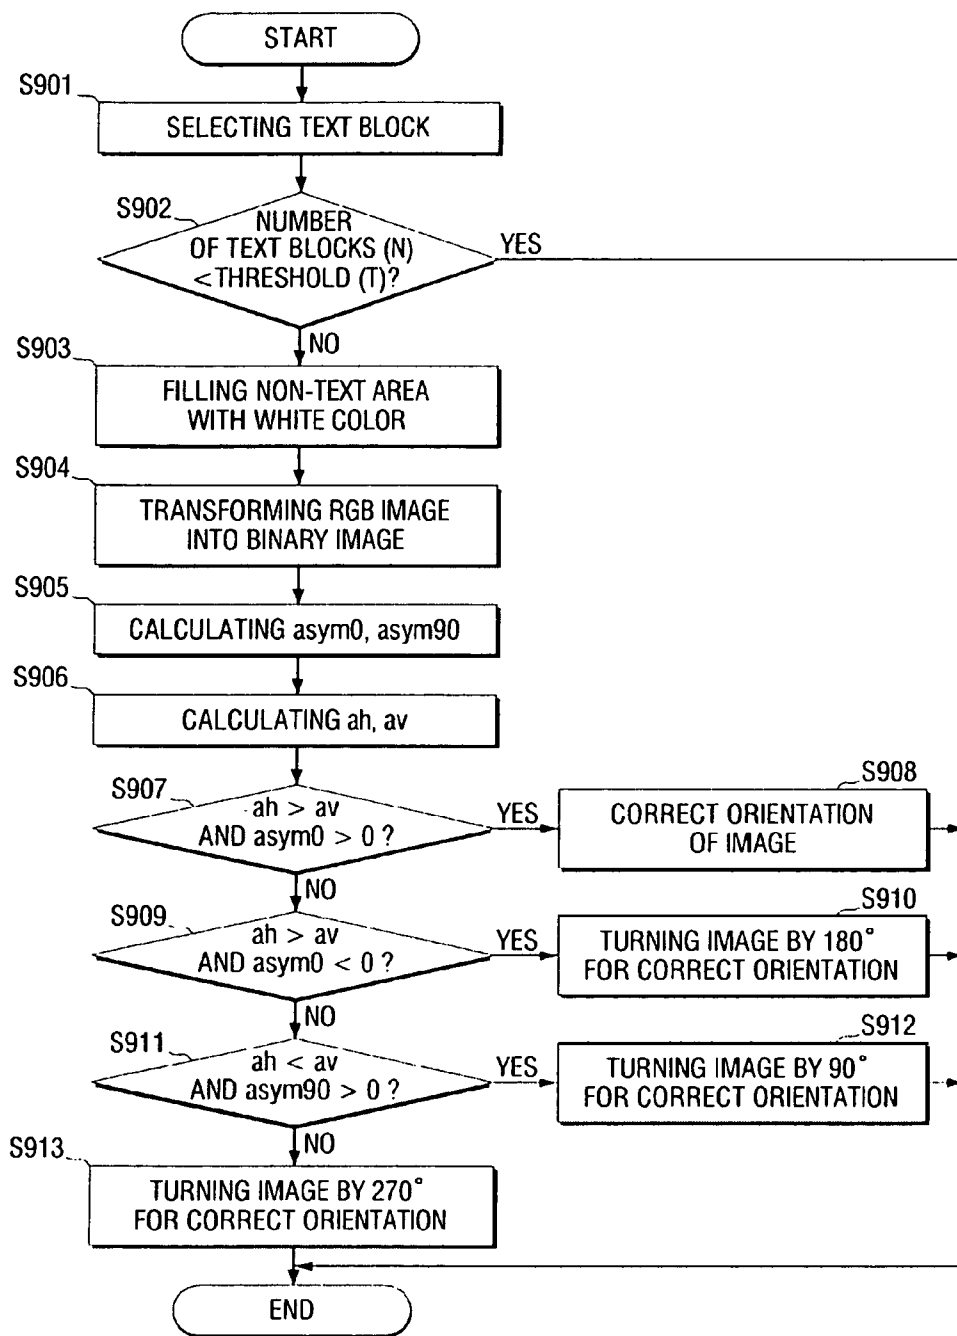 START
S901
SELECTING TEXT BLOCK
S902
NUMBER
OF TEXT BLOCKS (N)
<THRESHOLD (T)?
YES
NO
S903
FILLING NON-TEXT AREA
WITH WHITE COLOR
S904
TRANSFORMING RGB IMAGE
INTO BINARY IMAGE
S905
CALCULATING asym0, asym90
S906
CALCULATING ah, av
S907
ah > av
AND asym0 > 0 ?
YES
S908
CORRECT ORIENTATION
OF IMAGE
NO
S909
ah > av
AND asym0 < 0 ?
YES
S910
TURNING IMAGE BY 180°
FOR CORRECT ORIENTATION
NO
S911
ah < av
AND asym90 > 0 ?
YES
S912
TURNING IMAGE BY 90°
FOR CORRECT ORIENTATION
NO
S913
TURNING IMAGE BY 270°
FOR CORRECT ORIENTATION
END